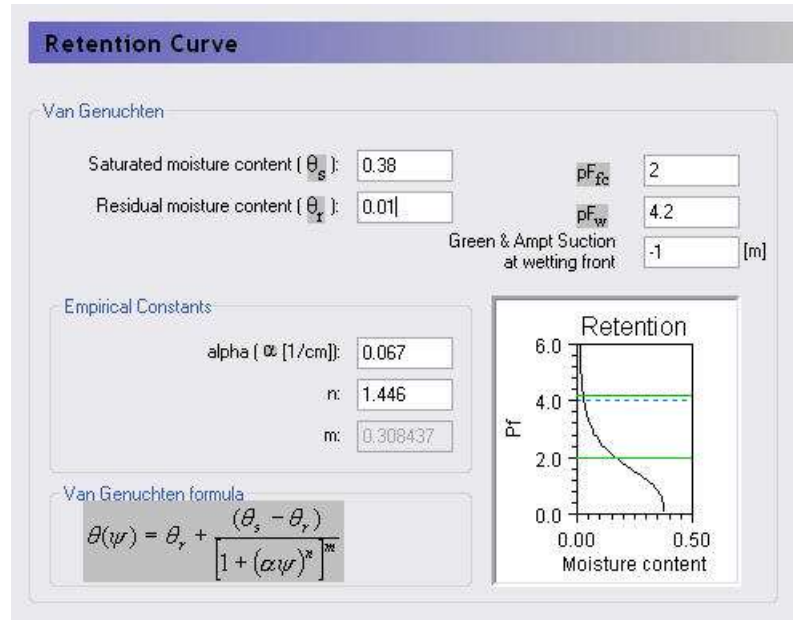 Retention Curve
Van Genuchten
Saturated moisture content ( θs ): 0.38
Residual moisture content ( θr ): 0.01
pFfc 2
pFw 4.2
Green & Ampt Suction
at wetting front -1 [m]
Empirical Constants
alpha ( α [1/cm]): 0.067
n: 1.446
m: 0.308437
Van Genuchten formula
θ(ψ) = θr + (θs − θr) / [1 + (αψ)^n]^m
Retention
6.0
4.0
2.0
0.0
Pf
0.00 0.50
Moisture content